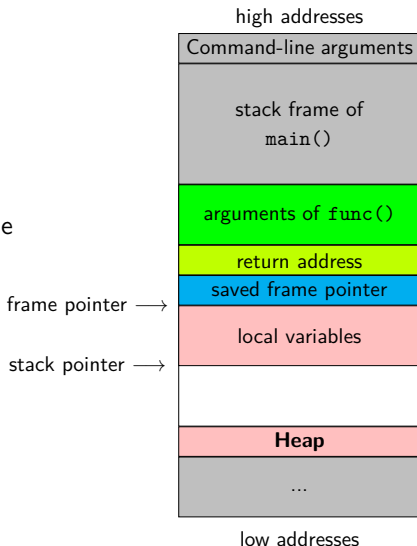 high addresses
Command-line arguments
stack frame of
main()
arguments of func()
e
return address
saved frame pointer
frame pointer →
local variables
stack pointer →
Heap
...
low addresses